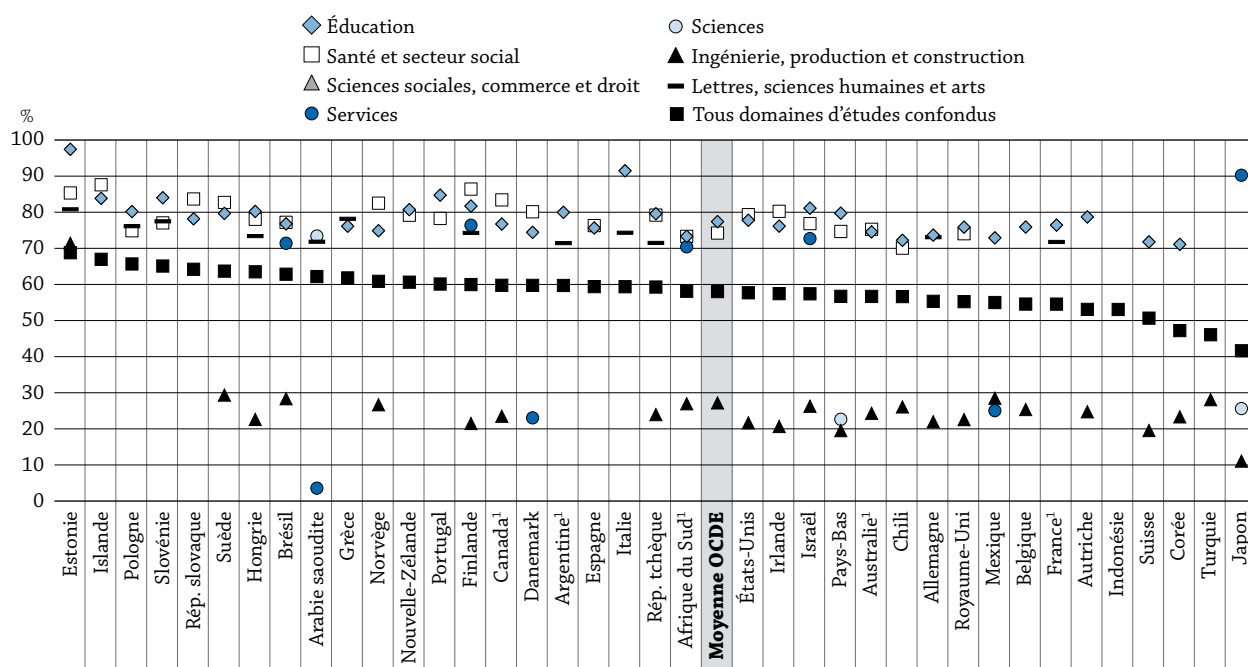 Éducation
Santé et secteur social
Sciences sociales, commerce et droit
Services
Sciences
Ingénierie, production et construction
Lettres, sciences humaines et arts
Tous domaines d'études confondus
%
100
90
80
70
60
50
40
30
20
10
0
Estonie
Islande
Pologne
Slovénie
Rép. slovaque
Suède
Hongrie
Brésil
Arabie saoudite
Grèce
Norvège
Nouvelle-Zélande
Portugal
Finlande
Canada¹
Danemark
Argentine¹
Espagne
Italie
Rép. tchèque
Afrique du Sud¹
Moyenne OCDE
États-Unis
Irlande
Israël
Pays-Bas
Australie¹
Chili
Allemagne
Royaume-Uni
Mexique
Belgique
France¹
Autriche
Indonésie
Suisse
Corée
Turquie
Japon